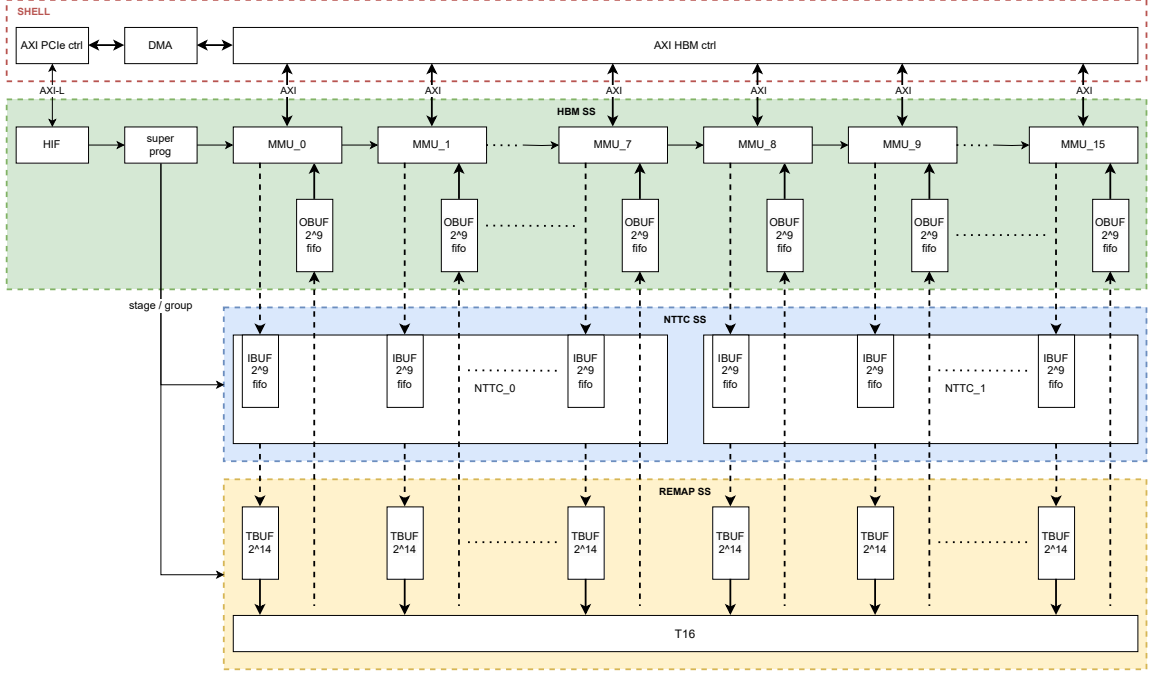 SHELL
AXI PCIe ctrl
DMA
AXI HBM ctrl
AXI-L
AXI
AXI
AXI
AXI
AXI
AXI
HBM SS
HIF
super
prog
MMU_0
MMU_1
MMU_7
MMU_8
MMU_9
MMU_15
OBUF
2^9
fifo
OBUF
2^9
fifo
OBUF
2^9
fifo
OBUF
2^9
fifo
OBUF
2^9
fifo
OBUF
2^9
fifo
stage / group
NTTC SS
IBUF
2^9
fifo
IBUF
2^9
fifo
NTTC_0
IBUF
2^9
fifo
IBUF
2^9
fifo
IBUF
2^9
fifo
NTTC_1
IBUF
2^9
fifo
REMAP SS
TBUF
2^14
TBUF
2^14
TBUF
2^14
TBUF
2^14
TBUF
2^14
TBUF
2^14
T16